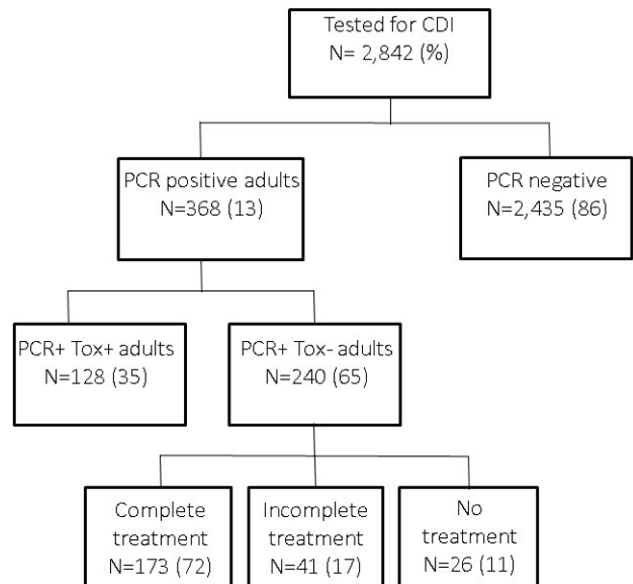 Tested for CDI
N= 2,842 (%)
PCR positive adults
N=368 (13)
PCR negative
N=2,435 (86)
PCR+ Tox+ adults
N=128 (35)
PCR+ Tox- adults
N=240 (65)
Complete
treatment
N=173 (72)
Incomplete
treatment
N=41 (17)
No
treatment
N=26 (11)